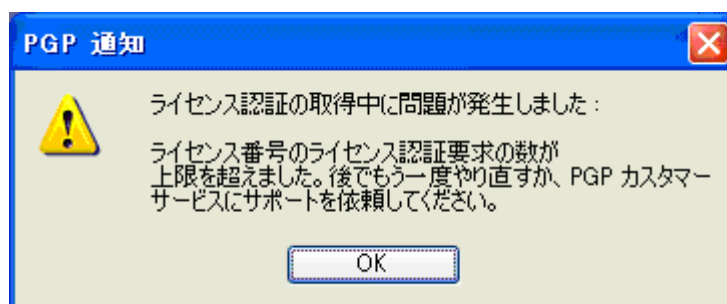 PGP 通知
ライセンス認証の取得中に問題が発生しました：
ライセンス番号のライセンス認証要求の数が
上限を超えました。後でもう一度やり直すか、PGP カスタマー
サービスにサポートを依頼してください。
OK